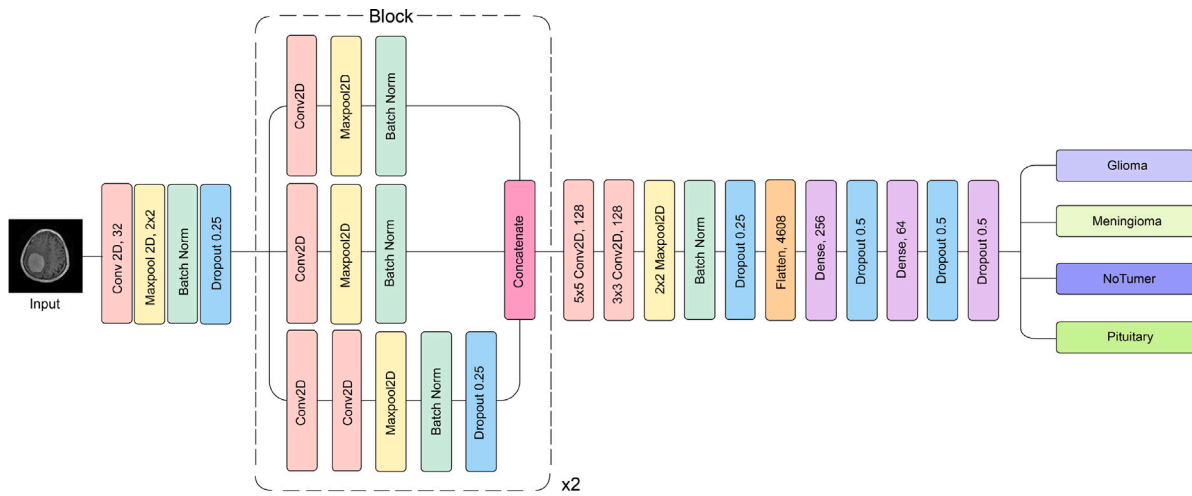 Block
Input
Conv 2D, 32
Maxpool 2D, 2x2
Batch Norm
Dropout 0.25
Conv2D
Maxpool2D
Batch Norm
Conv2D
Maxpool2D
Batch Norm
Conv2D
Conv2D
Maxpool2D
Batch Norm
Dropout 0.25
Concatenate
x2
5x5 Conv2D, 128
3x3 Conv2D, 128
2x2 Maxpool2D
Batch Norm
Dropout 0.25
Flatten, 4608
Dense, 256
Dropout 0.5
Dense, 64
Dropout 0.5
Dropout 0.5
Glioma
Meningioma
NoTumer
Pituitary